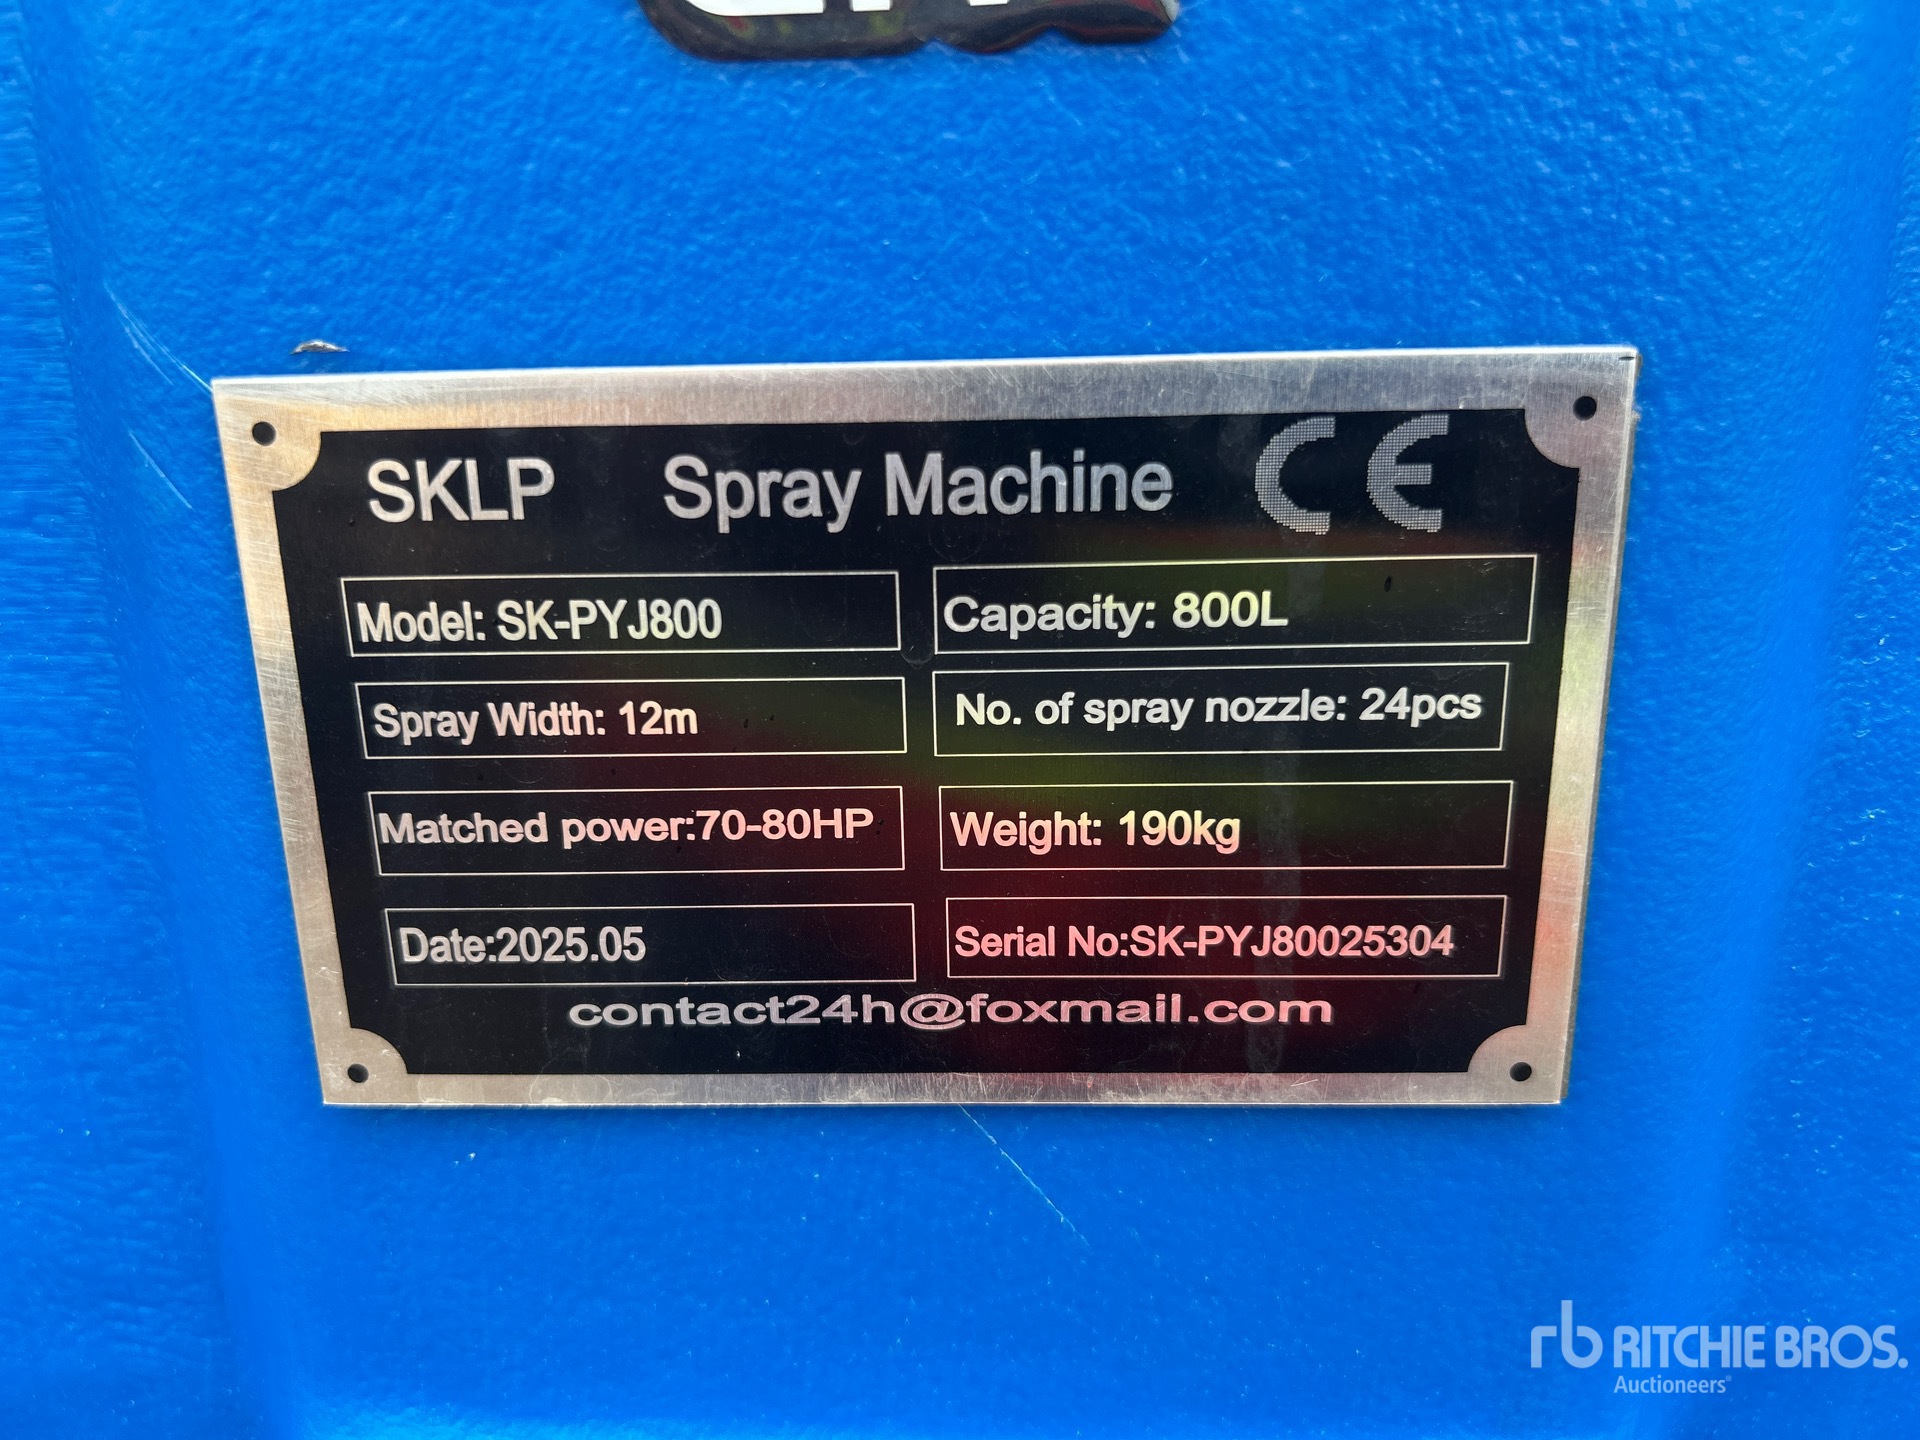 SKLP Spray Machine CE
Model: SK-PYJ800
Capacity: 800L
Spray Width: 12m
No. of spray nozzle: 24pcs
Matched power:70-80HP
Weight: 190kg
Date:2025.05
Serial No:SK-PYJ80025304
contact24h@foxmail.com
rb RITCHIE BROS.
Auctioneers